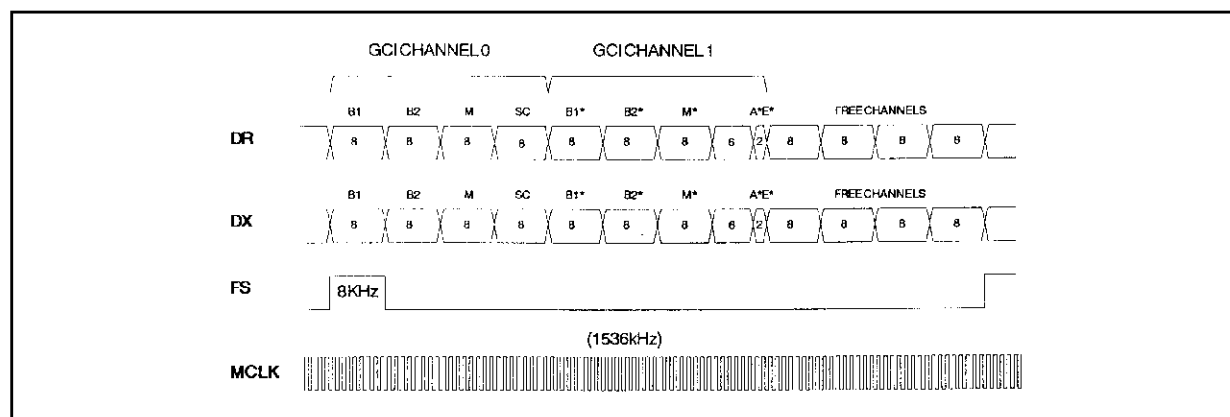 GCI CHANNEL 0 GCI CHANNEL 1
B1 B2 M SC B1* B2* M* A*E* FREE CHANNELS
DR 8 8 8 8 8 8 8 6 2 8 8 8 8
B1 B2 M SC B1* B2* M* A*E* FREE CHANNELS
DX 8 8 8 8 8 8 8 6 2 8 8 8 8
FS 8KHz
(1536kHz)
MCLK